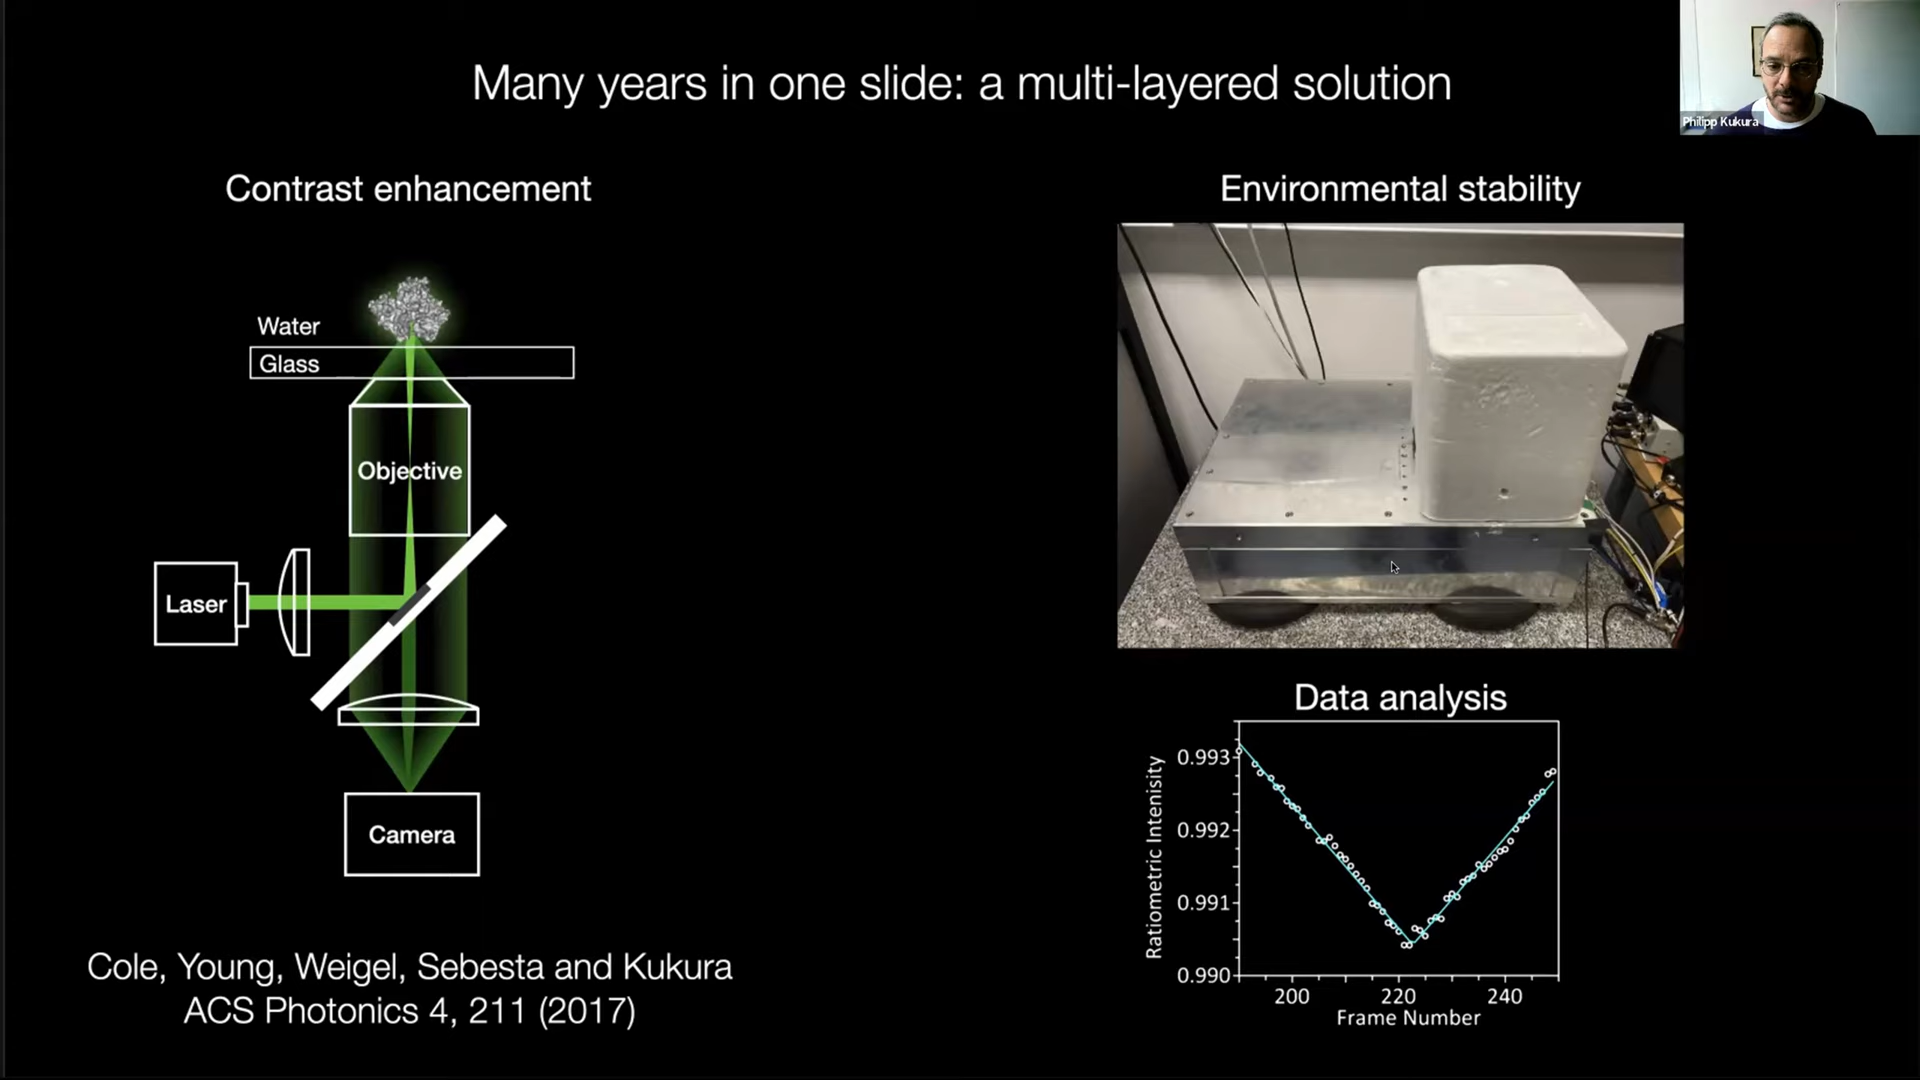 Many years in one slide: a multi-layered solution
Philipp Kukura
Contrast enhancement
Water
Glass
Objective
Laser
Camera
Cole, Young, Weigel, Sebesta and Kukura
ACS Photonics 4, 211 (2017)
Environmental stability
Data analysis
Ratiometric Intenisity
0.993
0.992
0.991
0.990
200 220 240
Frame Number